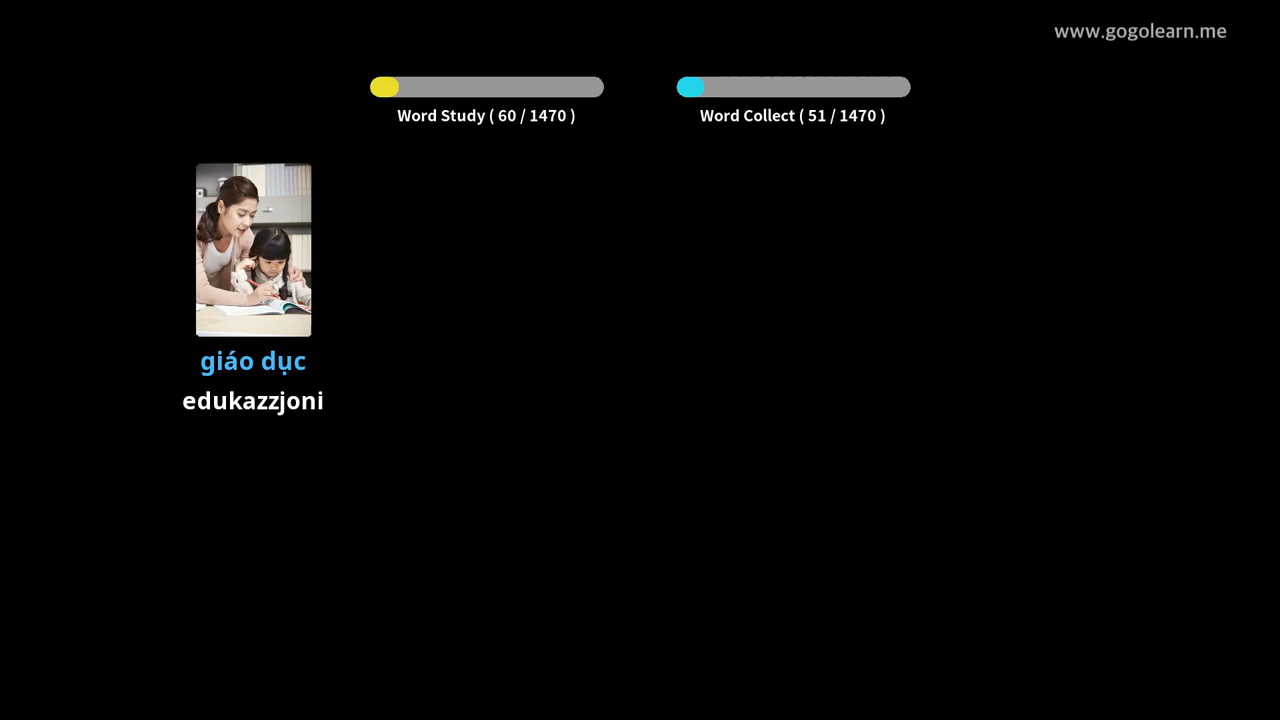 www.gogolearn.me
Word Study ( 60 / 1470 )
Word Collect ( 51 / 1470 )
giáo dục
edukazzjoni